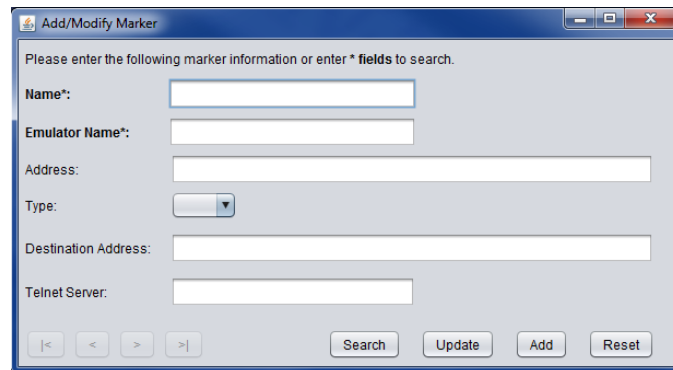 Add/Modify Marker
Please enter the following marker information or enter * fields to search.
Name*:
Emulator Name*:
Address:
Type:
Destination Address:
Telnet Server:
|< < > >| Search Update Add Reset